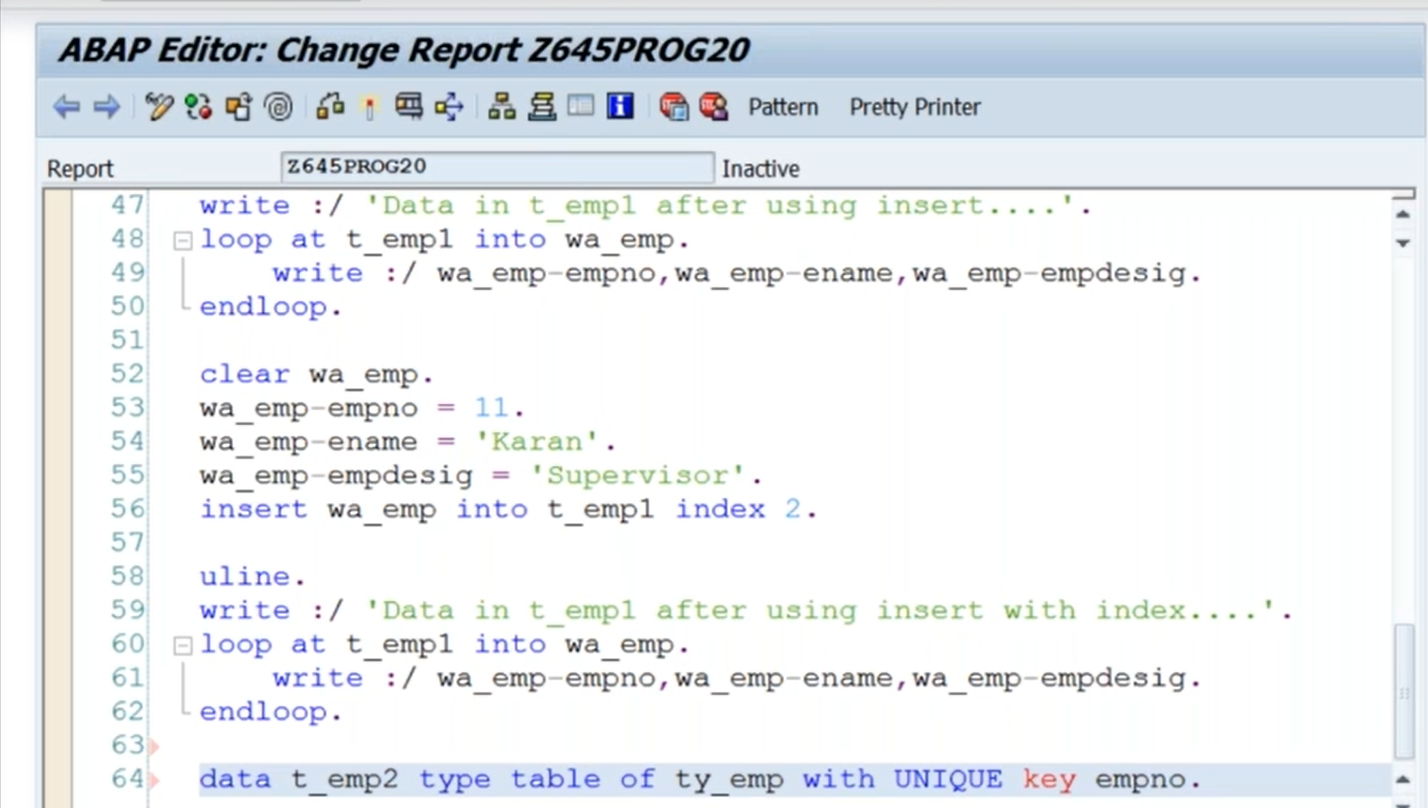 ABAP Editor: Change Report Z645PROG20
Pattern Pretty Printer
Report Z645PROG20 Inactive
47 write :/ 'Data in t_emp1 after using insert....'.
48 loop at t_emp1 into wa_emp.
49 write :/ wa_emp-empno,wa_emp-ename,wa_emp-empdesig.
50 endloop.
51
52 clear wa_emp.
53 wa_emp-empno = 11.
54 wa_emp-ename = 'Karan'.
55 wa_emp-empdesig = 'Supervisor'.
56 insert wa_emp into t_emp1 index 2.
57
58 uline.
59 write :/ 'Data in t_emp1 after using insert with index....'.
60 loop at t_emp1 into wa_emp.
61 write :/ wa_emp-empno,wa_emp-ename,wa_emp-empdesig.
62 endloop.
63
64 data t_emp2 type table of ty_emp with UNIQUE key empno.